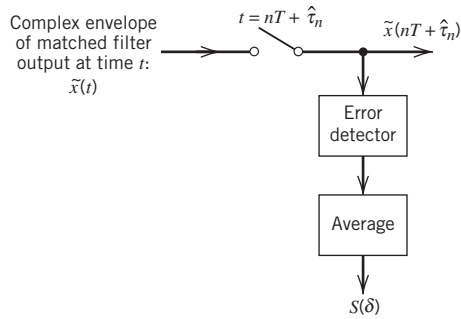 Complex envelope
of matched filter
output at time t:
x̃(t)
t = nT + τ̂ₙ
x̃(nT + τ̂ₙ)
Error
detector
Average
S(δ)